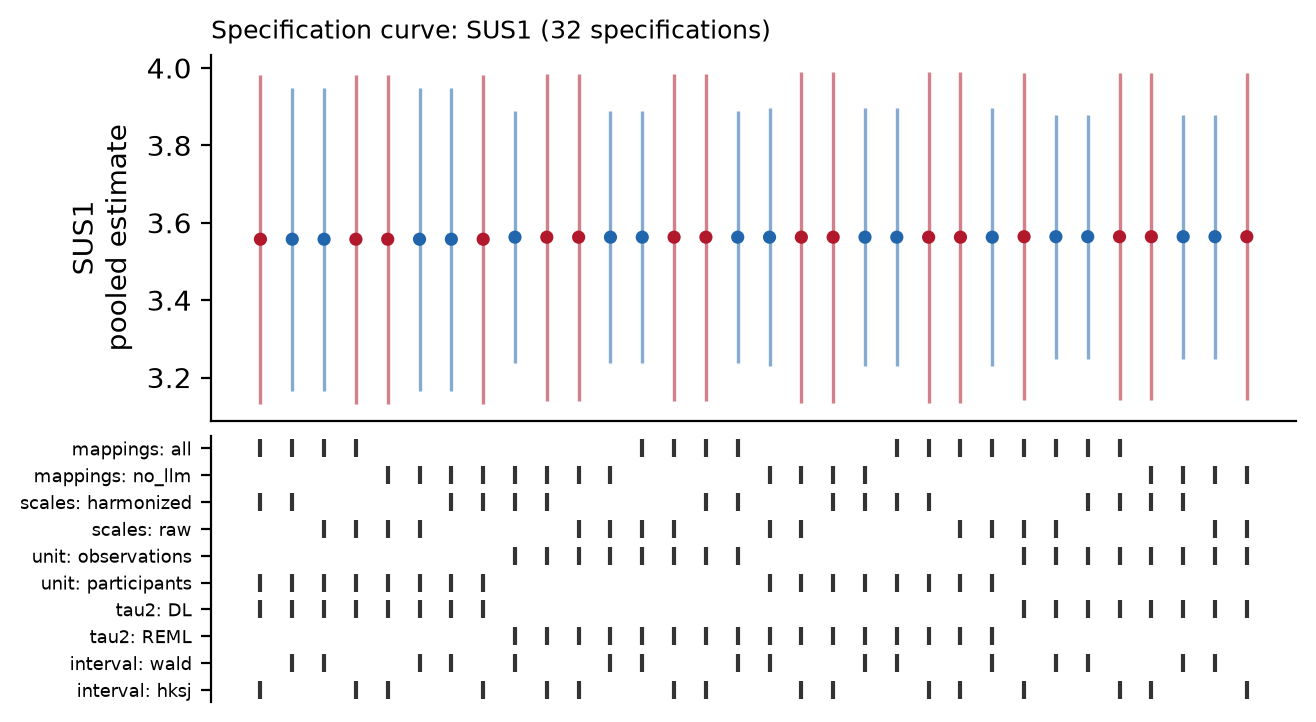 Specification curve: SUS1 (32 specifications)
SUS1
pooled estimate
4.0
3.8
3.6
3.4
3.2
mappings: all
mappings: no_llm
scales: harmonized
scales: raw
unit: observations
unit: participants
tau2: DL
tau2: REML
interval: wald
interval: hksj